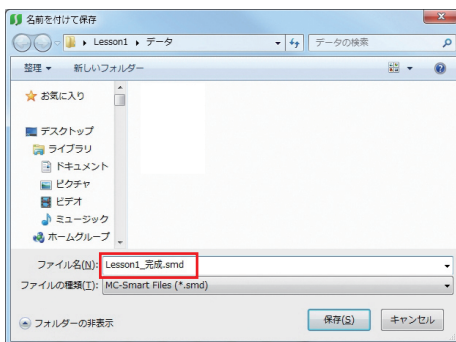 名前を付けて保存
Lesson1 データ
データの検索
整理 新しいフォルダー
お気に入り
デスクトップ
ライブラリ
ドキュメント
ピクチャ
ビデオ
ミュージック
ホームグループ
ファイル名(N): Lesson1_完成.smd
ファイルの種類(T): MC-Smart Files (*.smd)
フォルダーの非表示
保存(S)
キャンセル